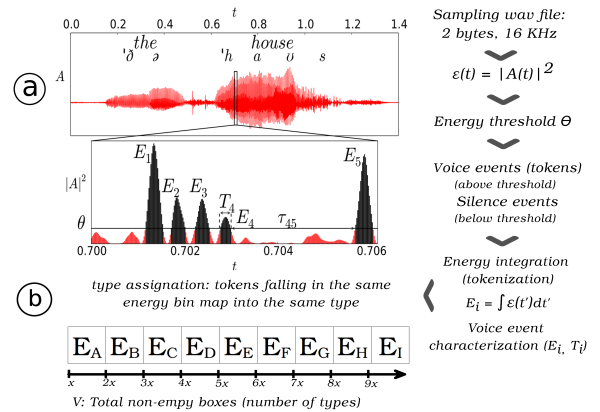 t
0.0 0.2 0.4 0.6 0.8 1.0 1.2 1.4
the house
'ð ə 'h a ʊ s
A
a
E1 E2 E3 T4 E4 τ45 E5
|A|²
θ
0.700 0.702 0.704 0.706
t
type assignation: tokens falling in the same
energy bin map into the same type
b
EA EB EC ED EE EF EG EH EI
x 2x 3x 4x 5x 6x 7x 8x 9x
V: Total non-empy boxes (number of types)
Sampling wav file:
2 bytes, 16 KHz
ε(t) = |A(t)|²
Energy threshold Θ
Voice events (tokens)
(above threshold)
Silence events
(below threshold)
Energy integration
(tokenization)
Ei = ∫ε(t')dt'
Voice event
characterization (Ei, Ti)